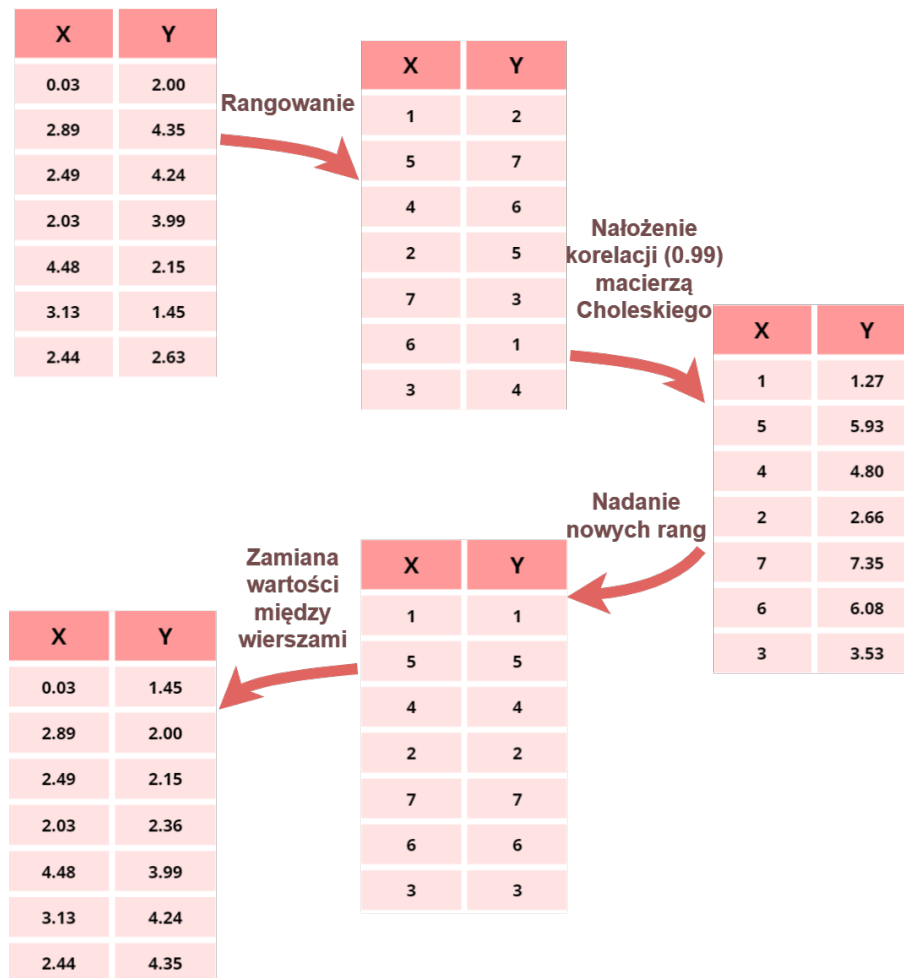 X Y
0.03 2.00
2.89 4.35
2.49 4.24
2.03 3.99
4.48 2.15
3.13 1.45
2.44 2.63
Rangowanie
X Y
1 2
5 7
4 6
2 5
7 3
6 1
3 4
Nałożenie
korelacji (0.99)
macierzą
Choleskiego
X Y
1 1.27
5 5.93
4 4.80
2 2.66
7 7.35
6 6.08
3 3.53
Nadanie
nowych rang
X Y
1 1
5 5
4 4
2 2
7 7
6 6
3 3
Zamiana
wartości
między
wierszami
X Y
0.03 1.45
2.89 2.00
2.49 2.15
2.03 2.36
4.48 3.99
3.13 4.24
2.44 4.35